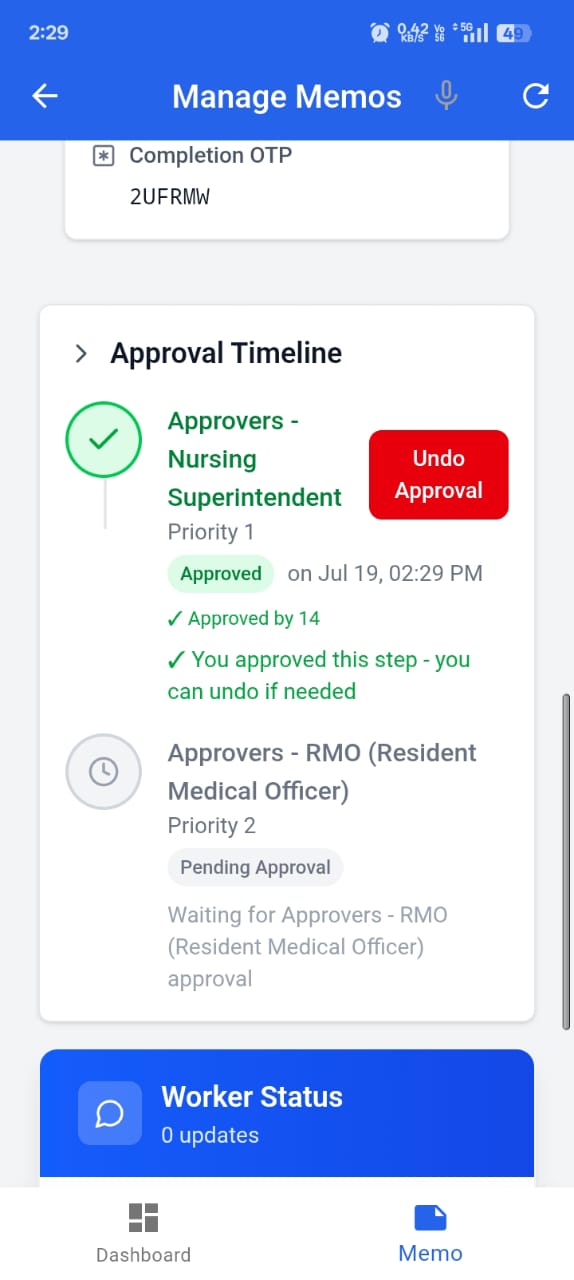 2:29
0.42 KB/S
Vo 5G
5G
49
Manage Memos
Completion OTP
2UFRMW
Approval Timeline
Approvers -
Nursing
Superintendent
Undo
Approval
Priority 1
Approved on Jul 19, 02:29 PM
✓ Approved by 14
✓ You approved this step - you
can undo if needed
Approvers - RMO (Resident
Medical Officer)
Priority 2
Pending Approval
Waiting for Approvers - RMO
(Resident Medical Officer)
approval
Worker Status
0 updates
Dashboard
Memo